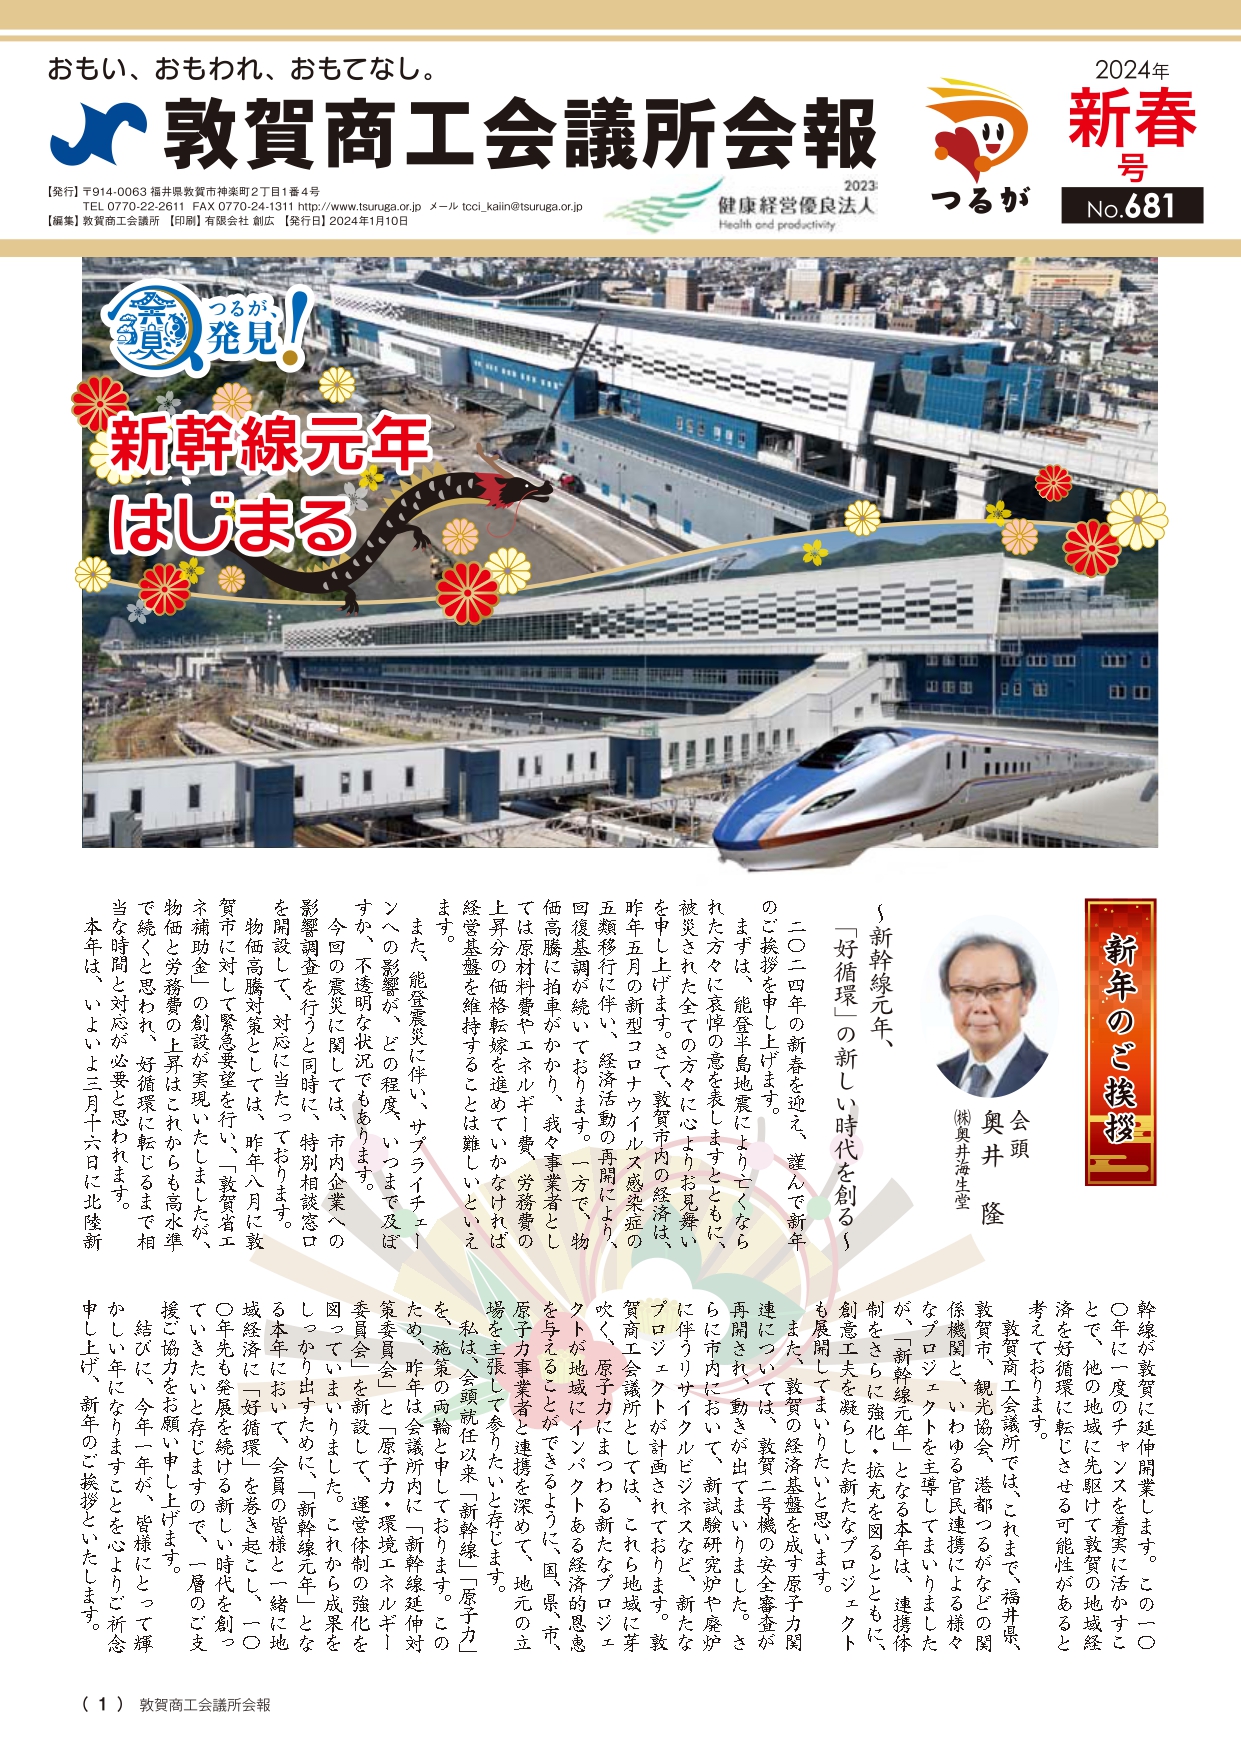 おもい、おもわれ、おもてなし。
敦賀商工会議所会報
【発行】〒914-0063 福井県敦賀市神楽町2丁目1番4号
TEL 0770-22-2611 FAX 0770-24-1311 http://www.tsuruga.or.jp メール tcci_kaiin@tsuruga.or.jp
【編集】敦賀商工会議所 【印刷】有限会社 創広 【発行日】2024年1月10日
2023
健康経営優良法人
Health and productivity
つるが
2024年
新春
号
No.681
つるが、
発見!
新幹線元年
はじまる
新年のご挨拶
会頭
奥井 隆
㈱奥井海生堂
~新幹線元年、
「好循環」の新しい時代を創る~
二〇二四年の新春を迎え、謹んで新年
のご挨拶を申し上げます。
まずは、能登半島地震により亡くなら
れた方々に哀悼の意を表しますとともに、
被災された全ての方々に心よりお見舞い
を申し上げます。さて、敦賀市内の経済は、
昨年五月の新型コロナウイルス感染症の
五類移行に伴い、経済活動の再開により、
回復基調が続いております。一方で、物
価高騰に拍車がかかり、我々事業者とし
ては原材料費やエネルギー費、労務費の
上昇分の価格転嫁を進めていかなければ
経営基盤を維持することは難しいといえ
ます。
また、能登震災に伴い、サプライチェー
ンへの影響が、どの程度、いつまで及ぼ
すか、不透明な状況でもあります。
今回の震災に関しては、市内企業への
影響調査を行うと同時に、特別相談窓口
を開設して、対応に当たっております。
物価高騰対策としては、昨年八月に敦
賀市に対して緊急要望を行い、「敦賀省エ
ネ補助金」の創設が実現いたしましたが、
物価と労務費の上昇はこれからも高水準
で続くと思われ、好循環に転じるまで相
当な時間と対応が必要と思われます。
本年は、いよいよ三月十六日に北陸新
幹線が敦賀に延伸開業します。この一〇
〇年に一度のチャンスを着実に活かすこ
とで、他の地域に先駆けて敦賀の地域経
済を好循環に転じさせる可能性があると
考えております。
敦賀商工会議所では、これまで、福井県、
敦賀市、観光協会、港都つるがなどの関
係機関と、いわゆる官民連携による様々
なプロジェクトを主導してまいりました
が、「新幹線元年」となる本年は、連携体
制をさらに強化・拡充を図るとともに、
創意工夫を凝らした新たなプロジェクト
も展開してまいりたいと思います。
また、敦賀の経済基盤を成す原子力関
連については、敦賀二号機の安全審査が
再開され、動きが出てまいりました。さ
らに市内において、新試験研究炉や廃炉
に伴うリサイクルビジネスなど、新たな
プロジェクトが計画されております。敦
賀商工会議所としては、これら地域に芽
吹く、原子力にまつわる新たなプロジェ
クトが地域にインパクトある経済的恩恵
を与えることができるように、国、県、市、
原子力事業者と連携を深めて、地元の立
場を主張して参りたいと存じます。
私は、会頭就任以来「新幹線」「原子力」
を、施策の両輪と申しております。この
ため、昨年は会議所内に「新幹線延伸対
策委員会」と「原子力・環境エネルギー
委員会」を新設して、運営体制の強化を
図っていまいりました。これから成果を
しっかり出すために、「新幹線元年」とな
る本年において、会員の皆様と一緒に地
域経済に「好循環」を巻き起こし、一〇
〇年先も発展を続ける新しい時代を創っ
ていきたいと存じますので、一層のご支
援ご協力をお願い申し上げます。
結びに、今年一年が、皆様にとって輝
かしい年になりますことを心よりご祈念
申し上げ、新年のご挨拶といたします。
( 1 ) 敦賀商工会議所会報